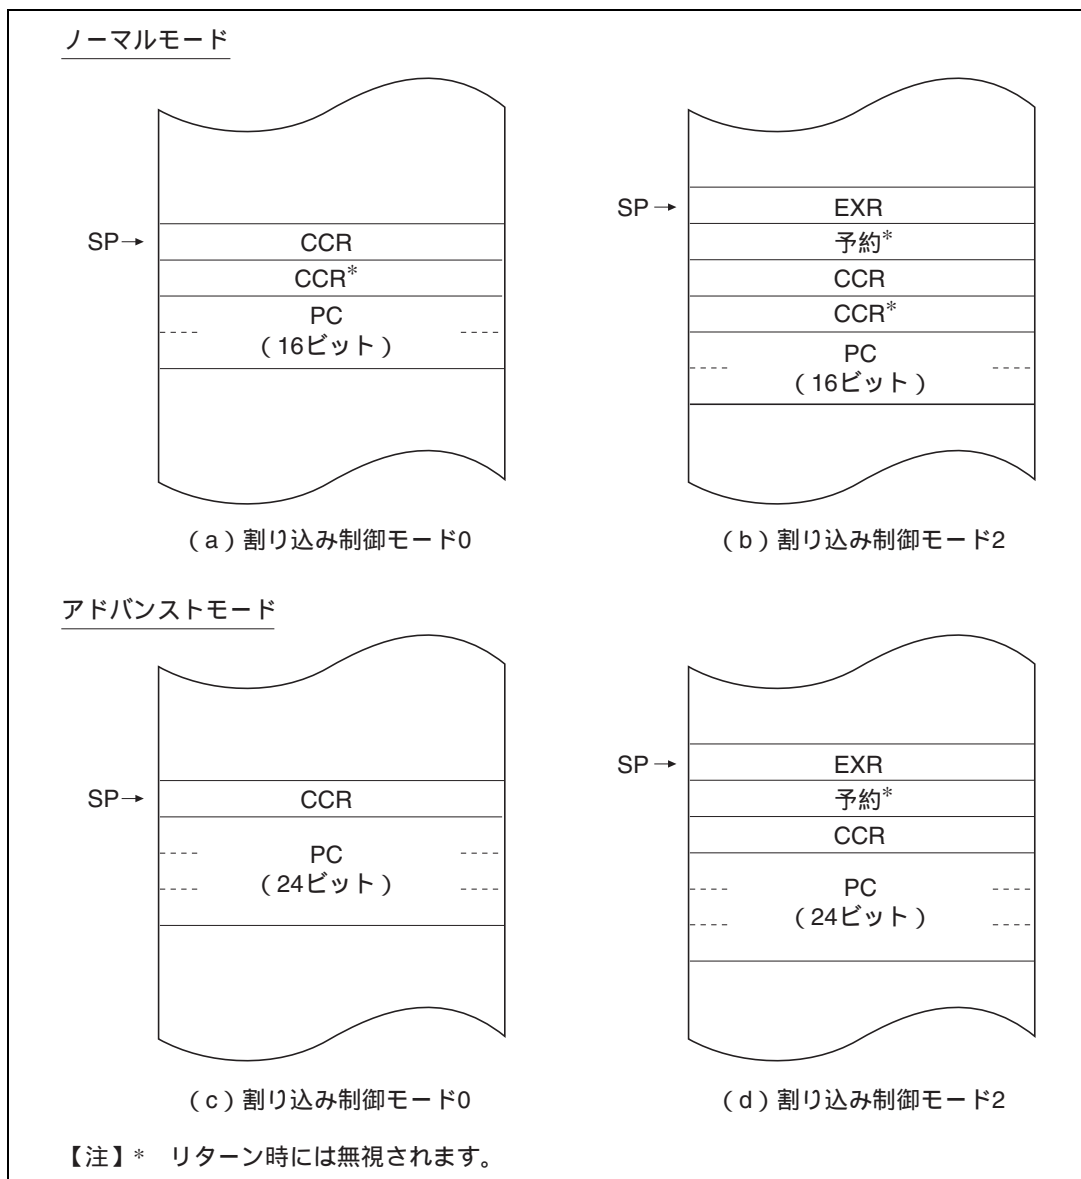 ノーマルモード
SP→
CCR
CCR*
PC
(16ビット)
(a)割り込み制御モード0
SP→
EXR
予約*
CCR
CCR*
PC
(16ビット)
(b)割り込み制御モード2
アドバンストモード
SP→
CCR
PC
(24ビット)
(c)割り込み制御モード0
SP→
EXR
予約*
CCR
PC
(24ビット)
(d)割り込み制御モード2
【注】* リターン時には無視されます。